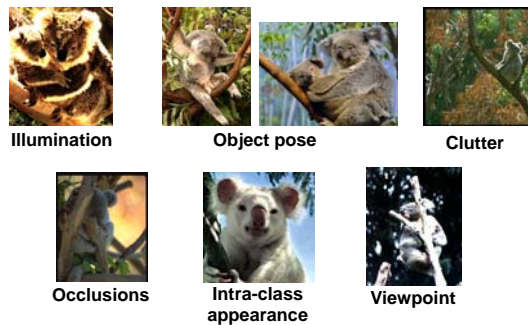 Illumination
Object pose
Clutter
Occlusions
Intra-class
appearance
Viewpoint